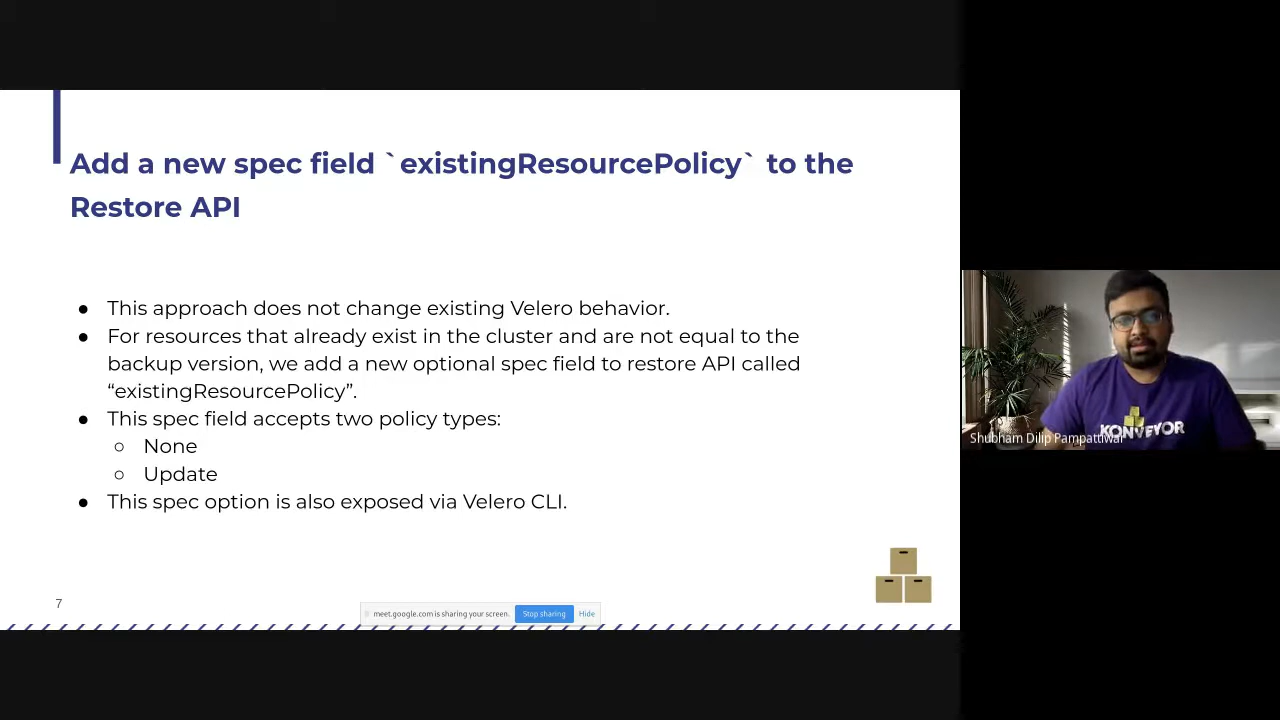 Add a new spec field `existingResourcePolicy` to the
Restore API
● This approach does not change existing Velero behavior.
● For resources that already exist in the cluster and are not equal to the
backup version, we add a new optional spec field to restore API called
“existingResourcePolicy”.
● This spec field accepts two policy types:
○ None
○ Update
● This spec option is also exposed via Velero CLI.
7
meet.google.com is sharing your screen.
Stop sharing
Hide
KONVEYOR
Shubham Dilip Pampattiwar